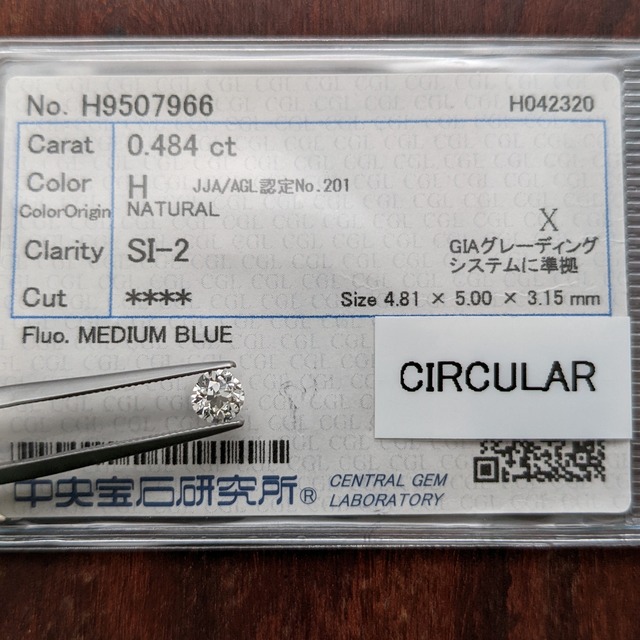 No. H9507966 H042320
Carat 0.484 ct
Color H JJA/AGL認定No.201
ColorOrigin NATURAL
X
Clarity SI-2 GIAグレーディング
システムに準拠
Cut **** Size 4.81 × 5.00 × 3.15 mm
Fluo. MEDIUM BLUE
CIRCULAR
中央宝石研究所® CENTRAL GEM
LABORATORY